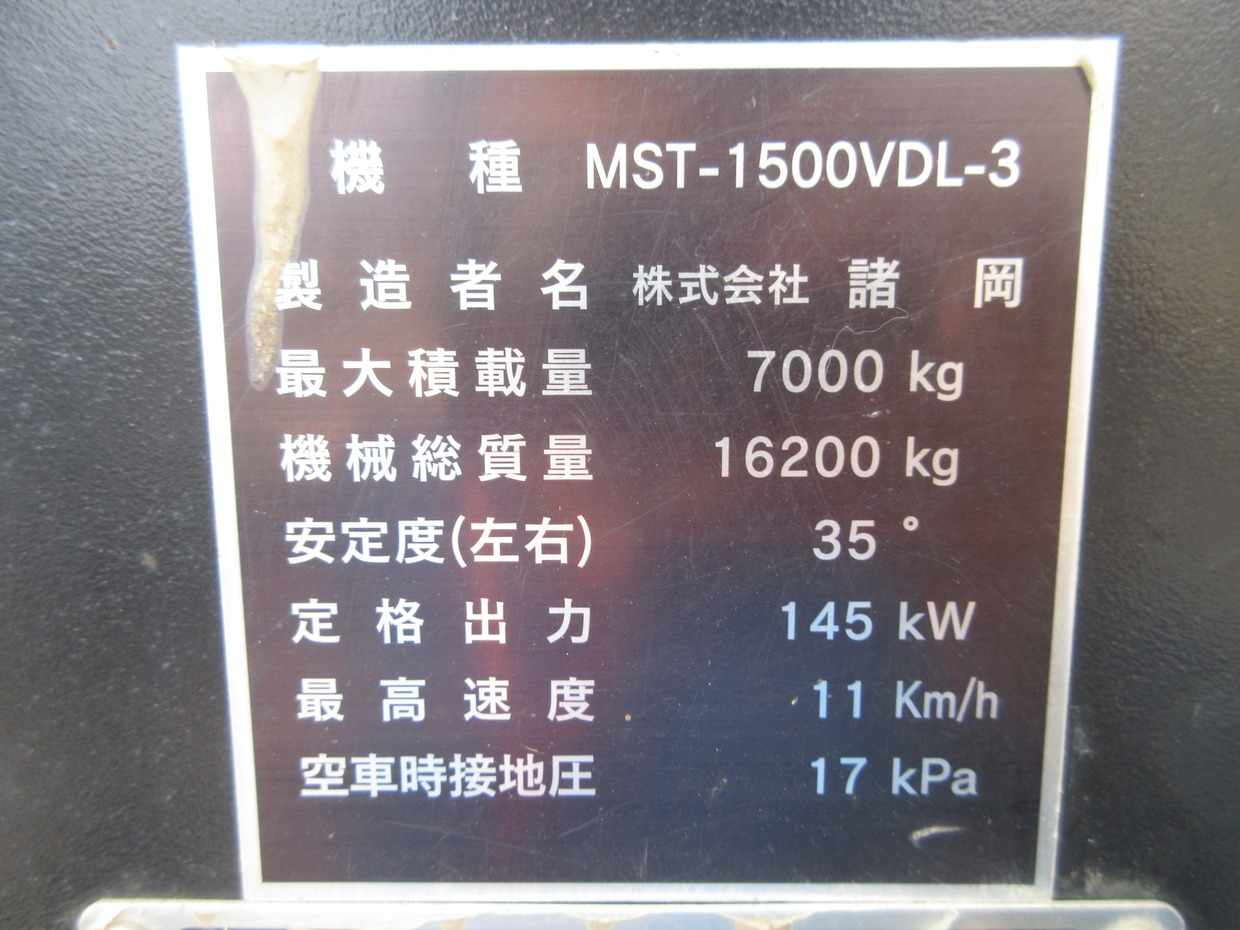 機種 MST-1500VDL-3
製造者名 株式会社 諸岡
最大積載量 7000 kg
機械総質量 16200 kg
安定度(左右) 35 °
定格出力 145 kW
最高速度 11 Km/h
空車時接地圧 17 kPa